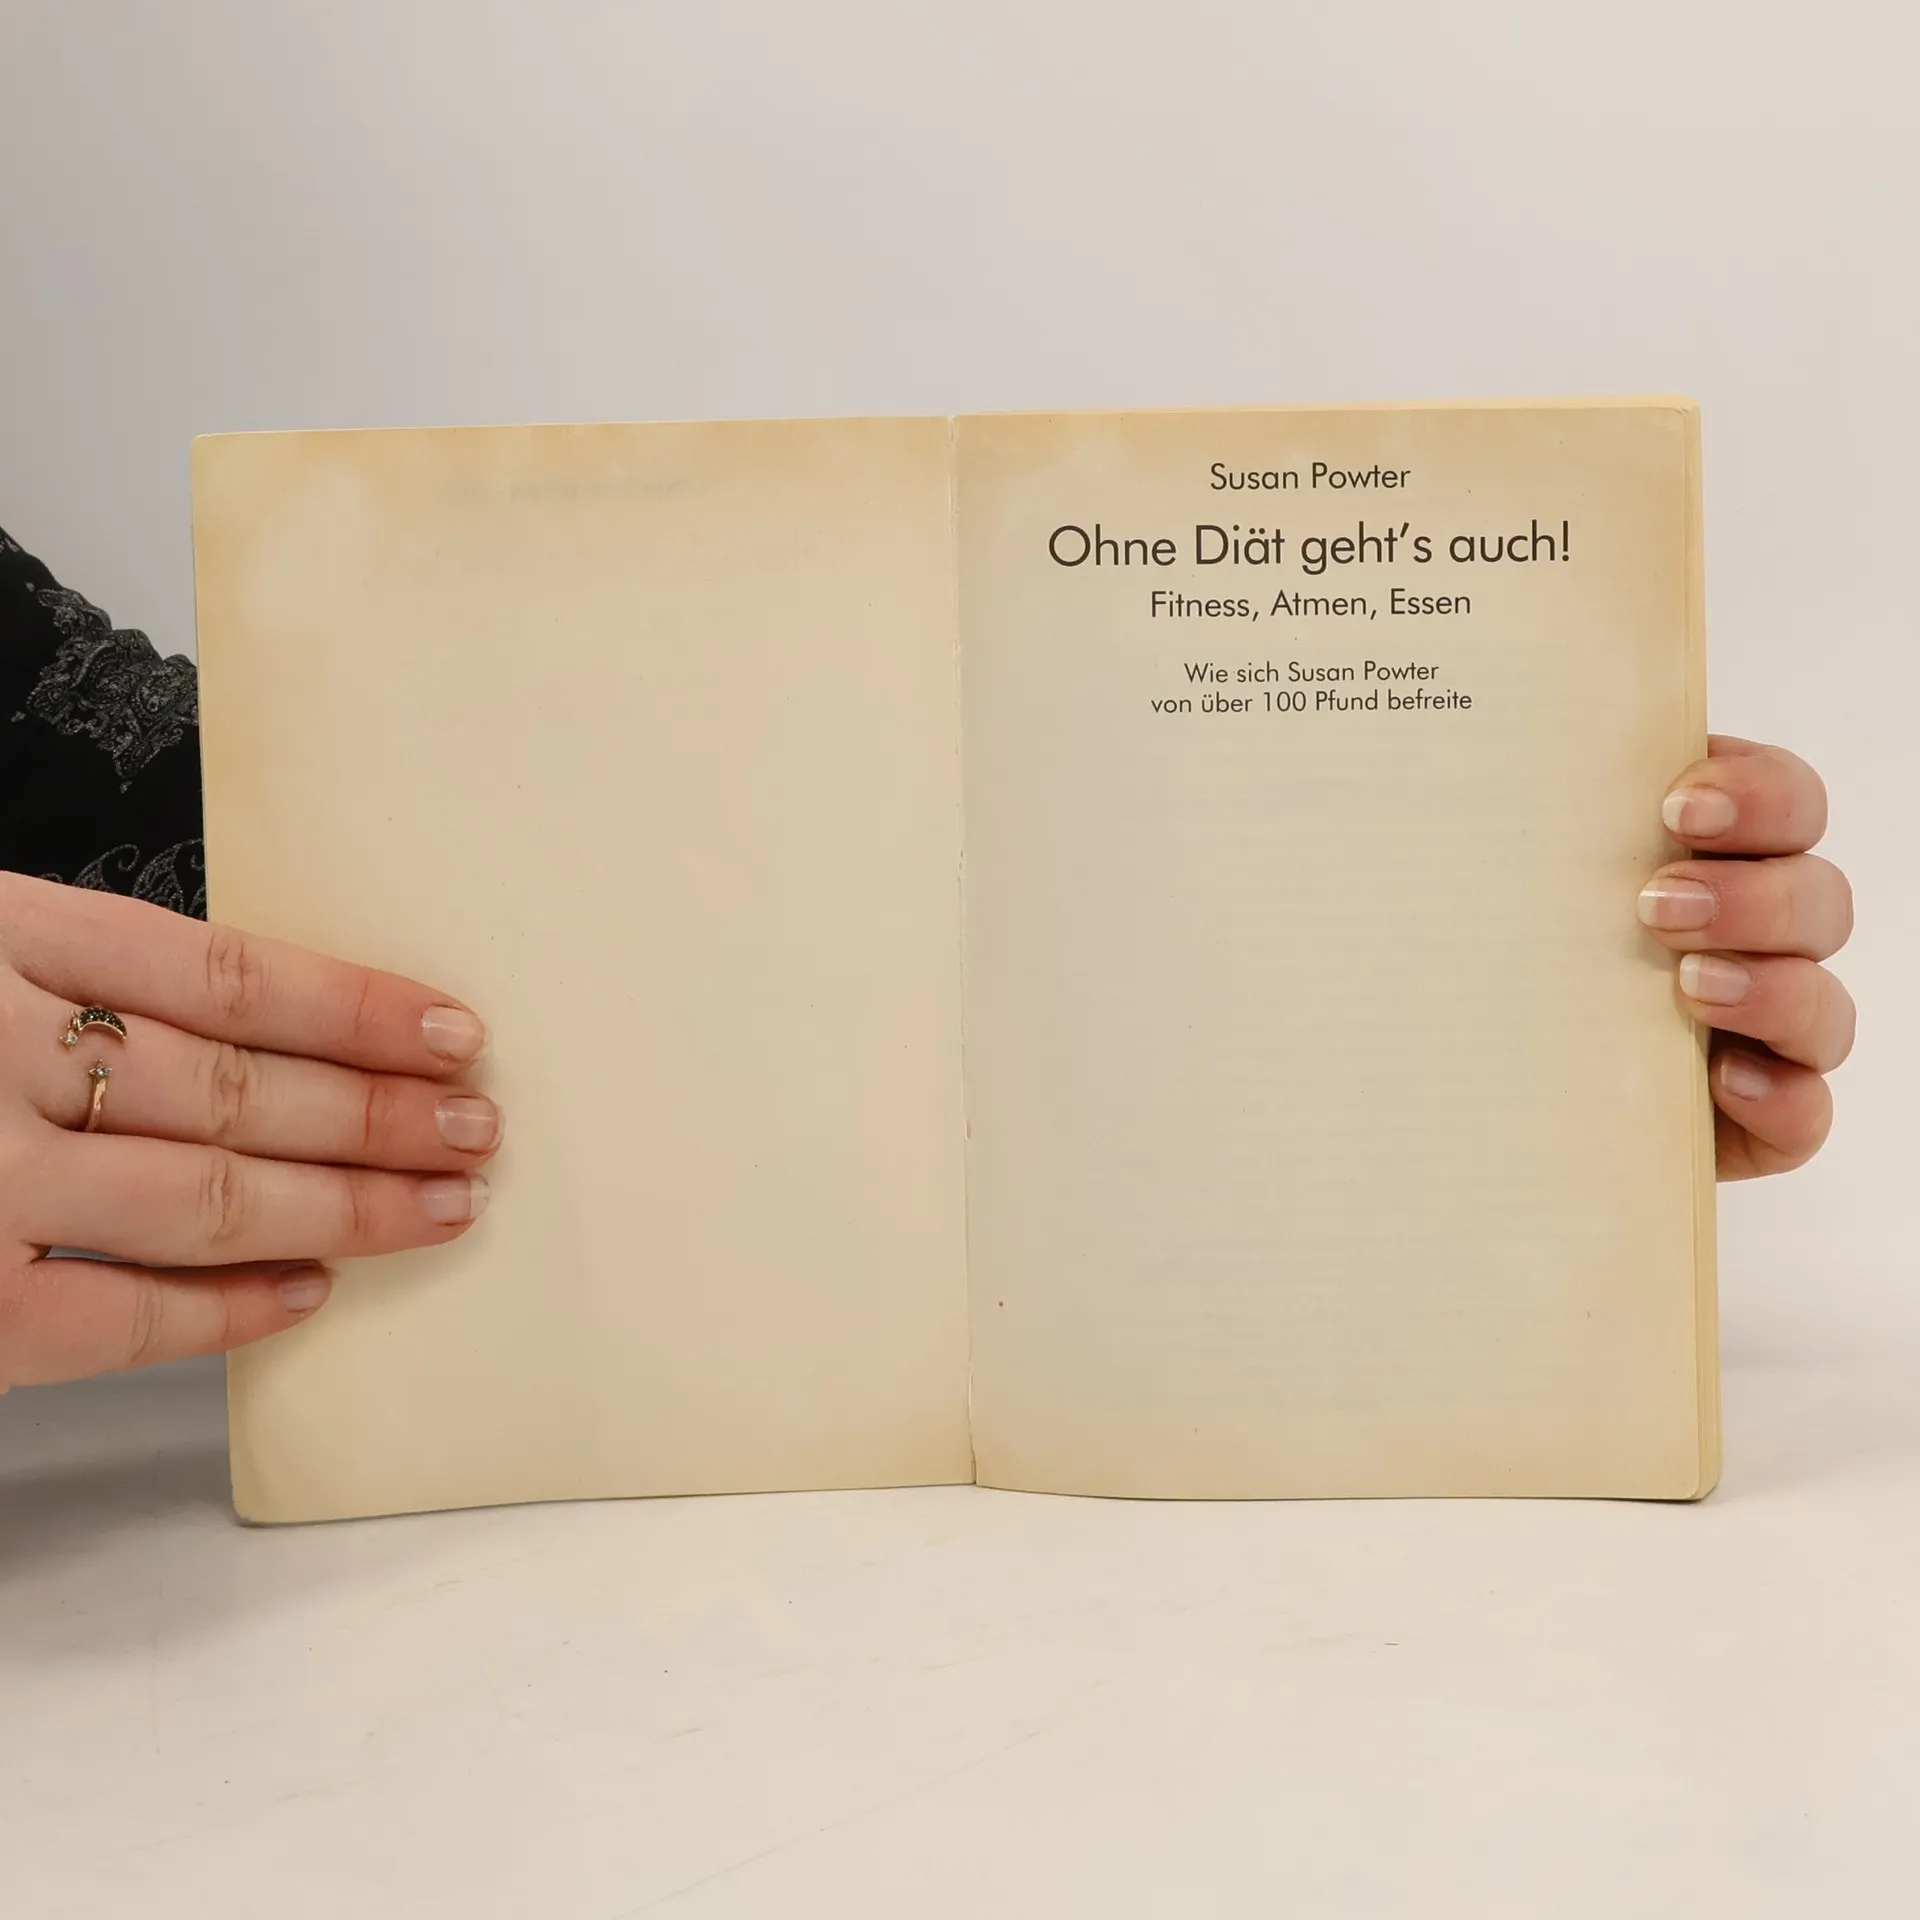 Susan Powter
Ohne Diät geht's auch!
Fitness, Atmen, Essen
Wie sich Susan Powter
von über 100 Pfund befreite